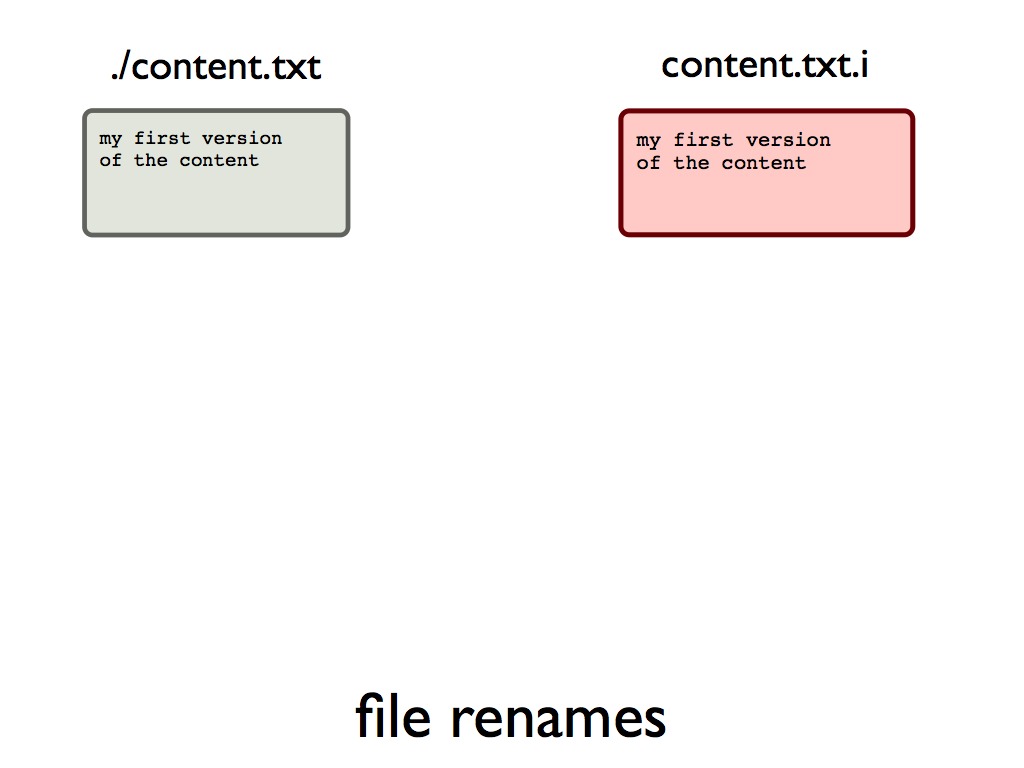 ./content.txt
content.txt.i
my first version
of the content
my first version
of the content
file renames